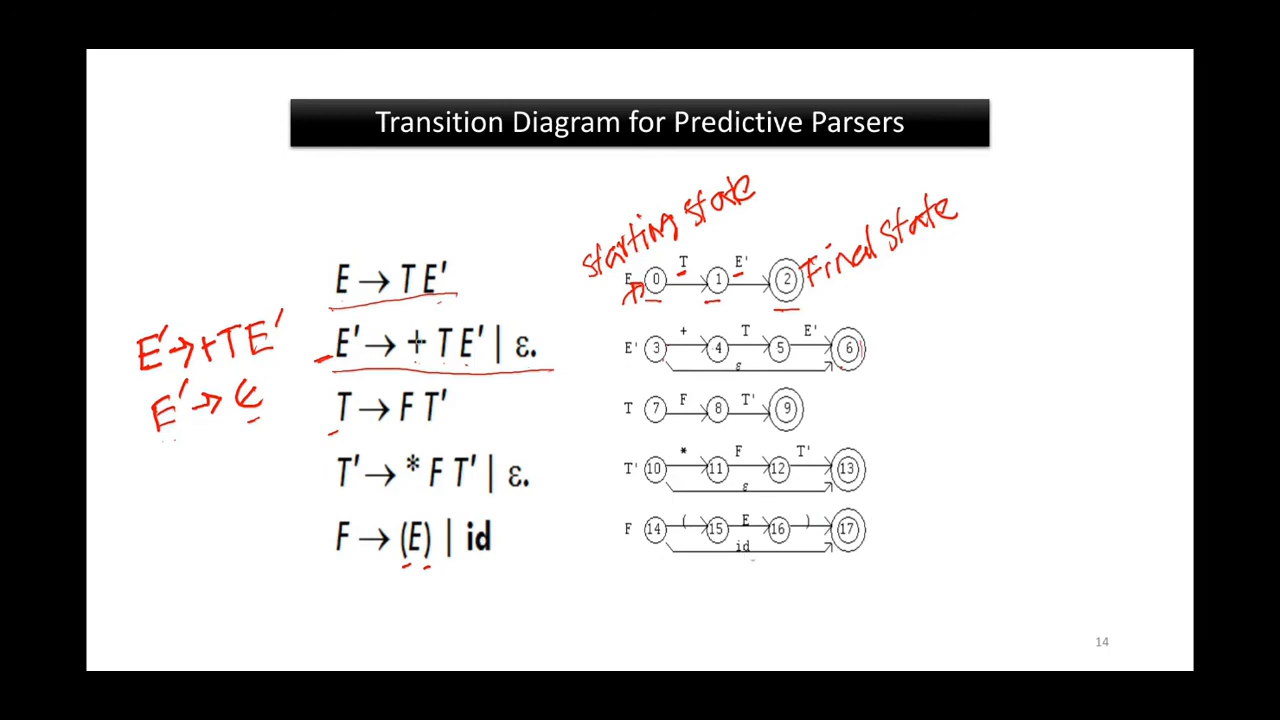 Transition Diagram for Predictive Parsers
starting state
Final state
E → T E'
E' → + T E' | ε.
T → F T'
T' → * F T' | ε.
F → (E) | id
E' → +TE'
E' → ε
E 0 T 1 E' 2
E' 3 + 4 T 5 E' 6
ε
T 7 F 8 T' 9
T' 10 * 11 F 12 T' 13
ε
F 14 ( 15 E 16 ) 17
id
14